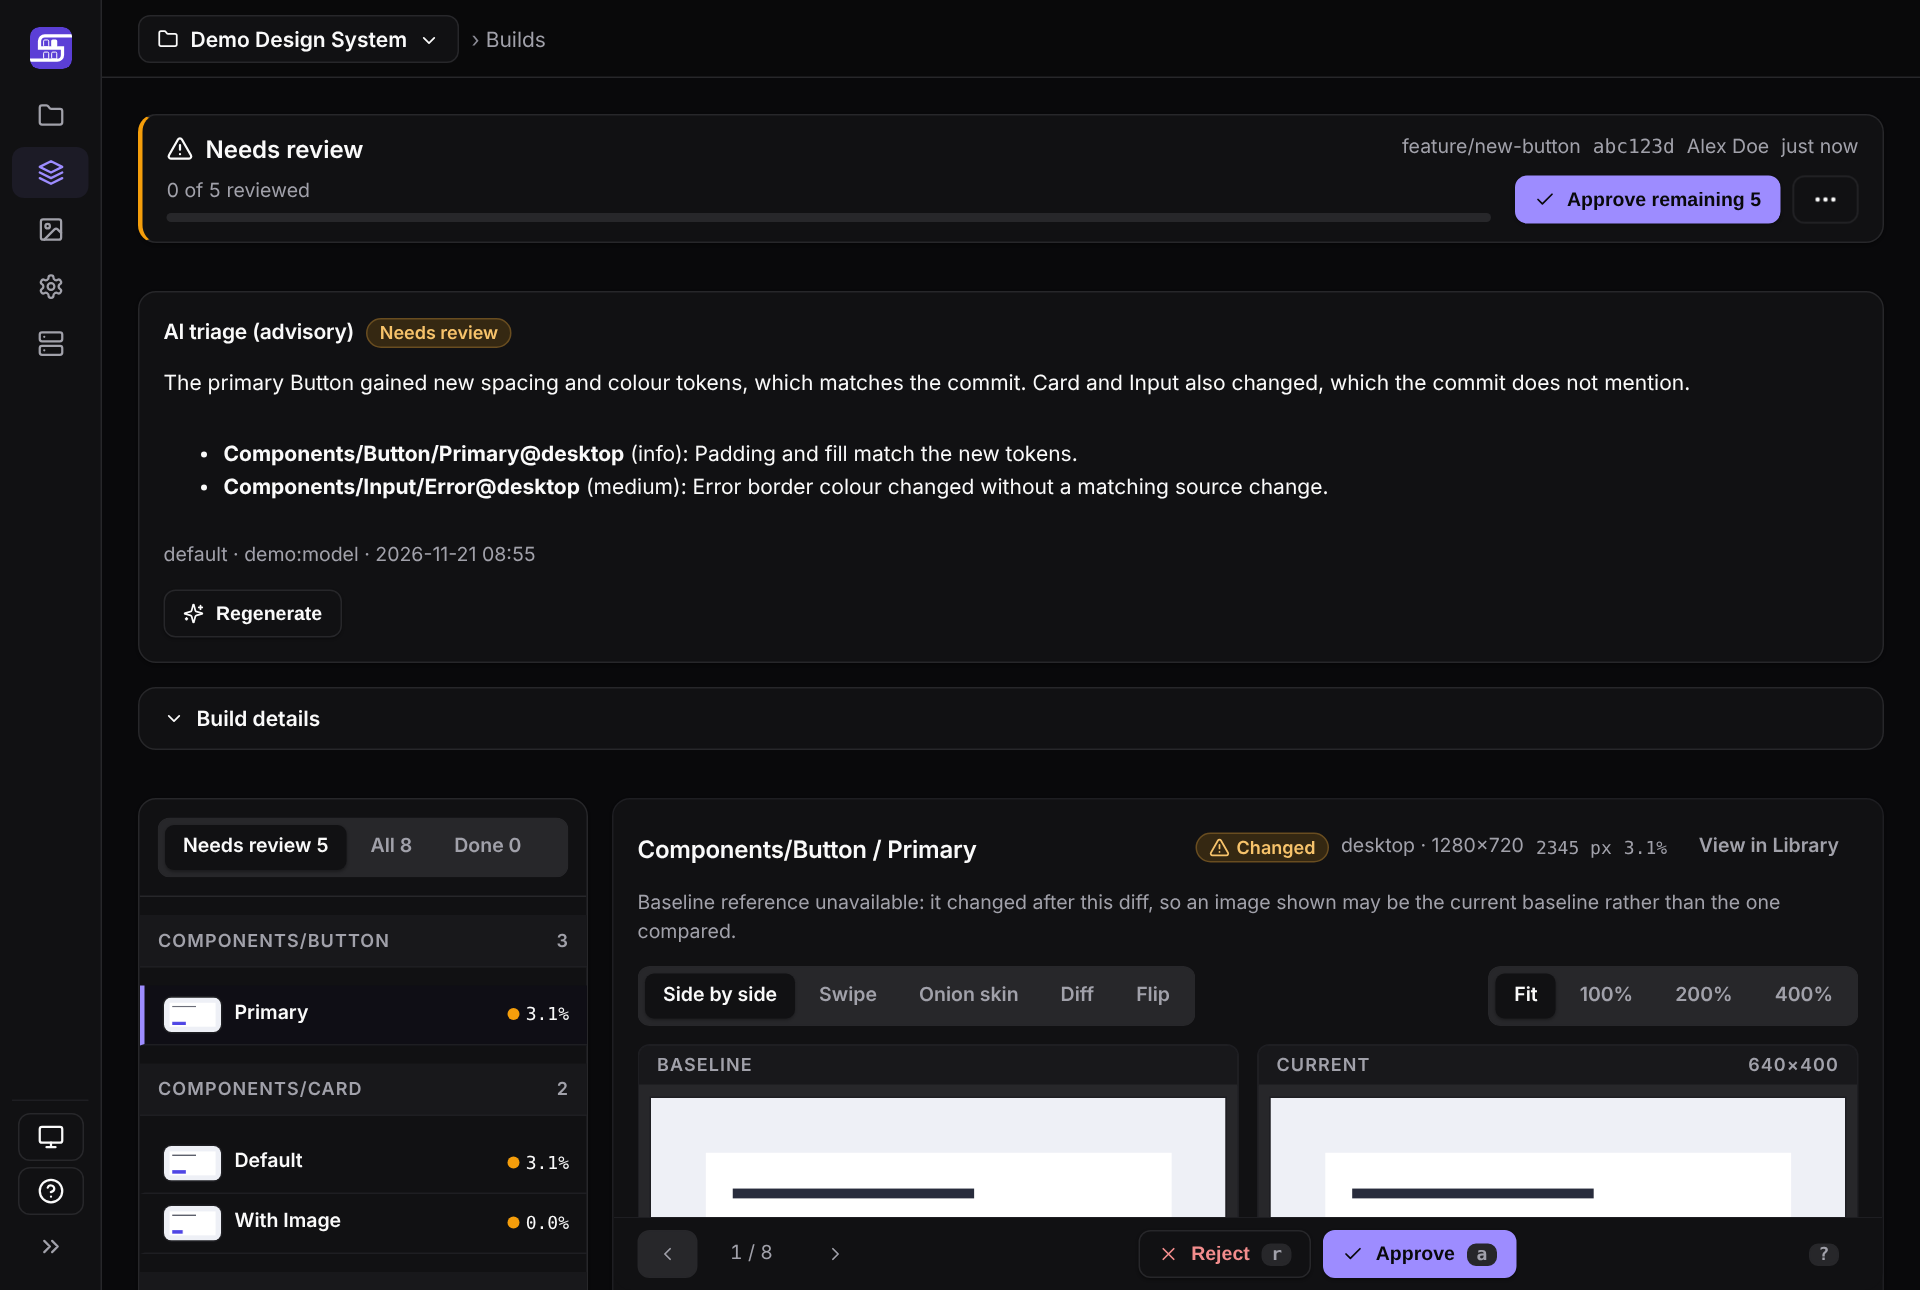 Demo Design System
› Builds
Needs review
feature/new-button abc123d Alex Doe just now
0 of 5 reviewed
Approve remaining 5
AI triage (advisory)
Needs review
The primary Button gained new spacing and colour tokens, which matches the commit. Card and Input also changed, which the commit does not mention.
• Components/Button/Primary@desktop (info): Padding and fill match the new tokens.
• Components/Input/Error@desktop (medium): Error border colour changed without a matching source change.
default · demo:model · 2026-11-21 08:55
Regenerate
Build details
Needs review 5
All 8
Done 0
COMPONENTS/BUTTON 3
Primary 3.1%
COMPONENTS/CARD 2
Default 3.1%
With Image 0.0%
Components/Button / Primary
Changed
desktop · 1280×720
2345 px 3.1%
View in Library
Baseline reference unavailable: it changed after this diff, so an image shown may be the current baseline rather than the one
compared.
Side by side
Swipe
Onion skin
Diff
Flip
Fit
100%
200%
400%
BASELINE
CURRENT
640×400
1 / 8
Reject r
Approve a
?